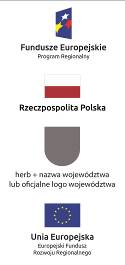 Fundusze Europejskie
Program Regionalny
Rzeczpospolita Polska
herb + nazwa województwa
lub oficjalne logo województwa
Unia Europejska
Europejski Fundusz
Rozwoju Regionalnego